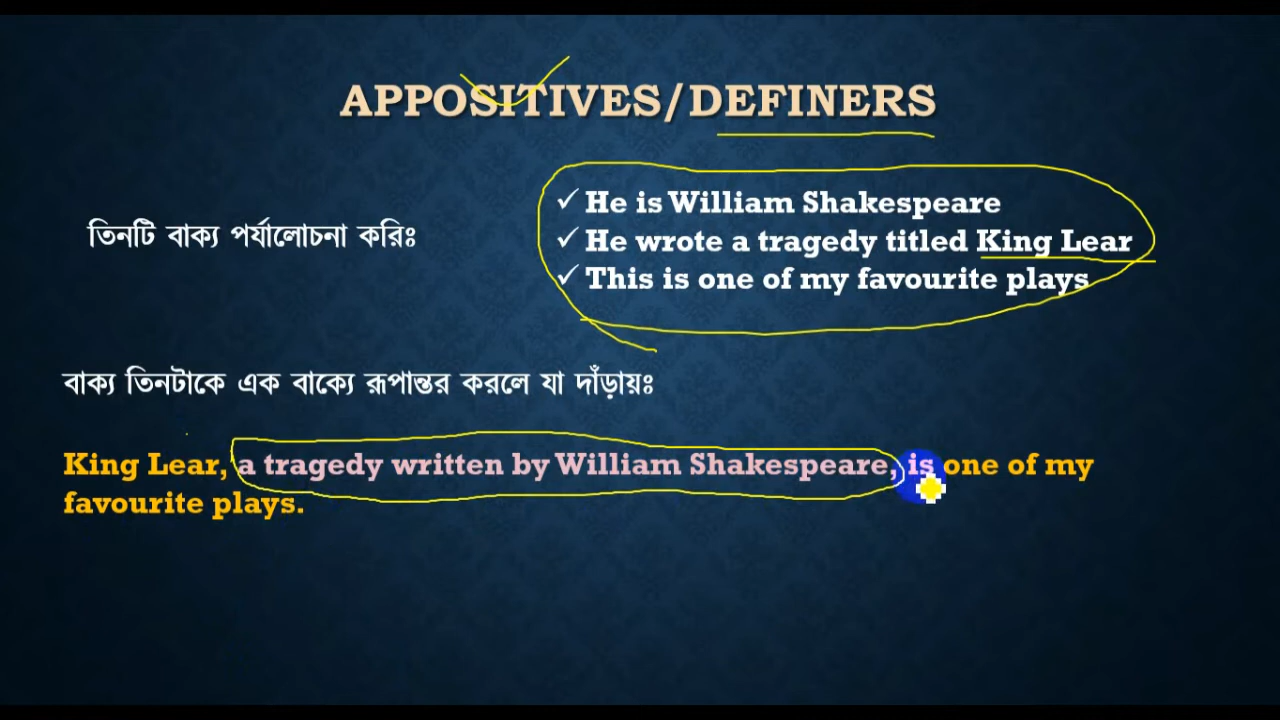 APPOSITIVES/DEFINERS
তিনটি বাক্য পর্যালোচনা করিঃ
He is William Shakespeare
He wrote a tragedy titled King Lear
This is one of my favourite plays
বাক্য তিনটাকে এক বাক্যে রূপান্তর করলে যা দাঁড়ায়ঃ
King Lear, a tragedy written by William Shakespeare, is one of my
favourite plays.